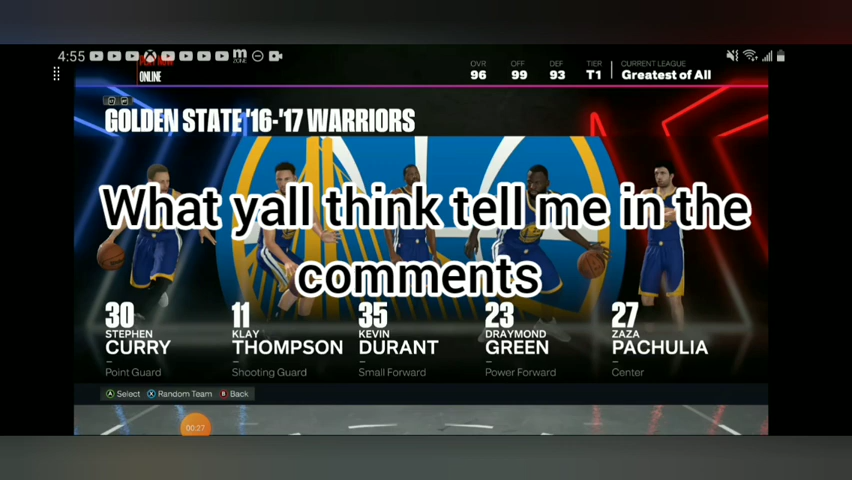 4:55
ONLINE
OVR OFF DEF TIER CURRENT LEAGUE
96 99 93 T1 Greatest of All
GOLDEN STATE '16-'17 WARRIORS
What yall think tell me in the
comments
30 11 35 23 27
STEPHEN KLAY KEVIN DRAYMOND ZAZA
CURRY THOMPSON DURANT GREEN PACHULIA
Point Guard Shooting Guard Small Forward Power Forward Center
A Select X Random Team B Back
00:27